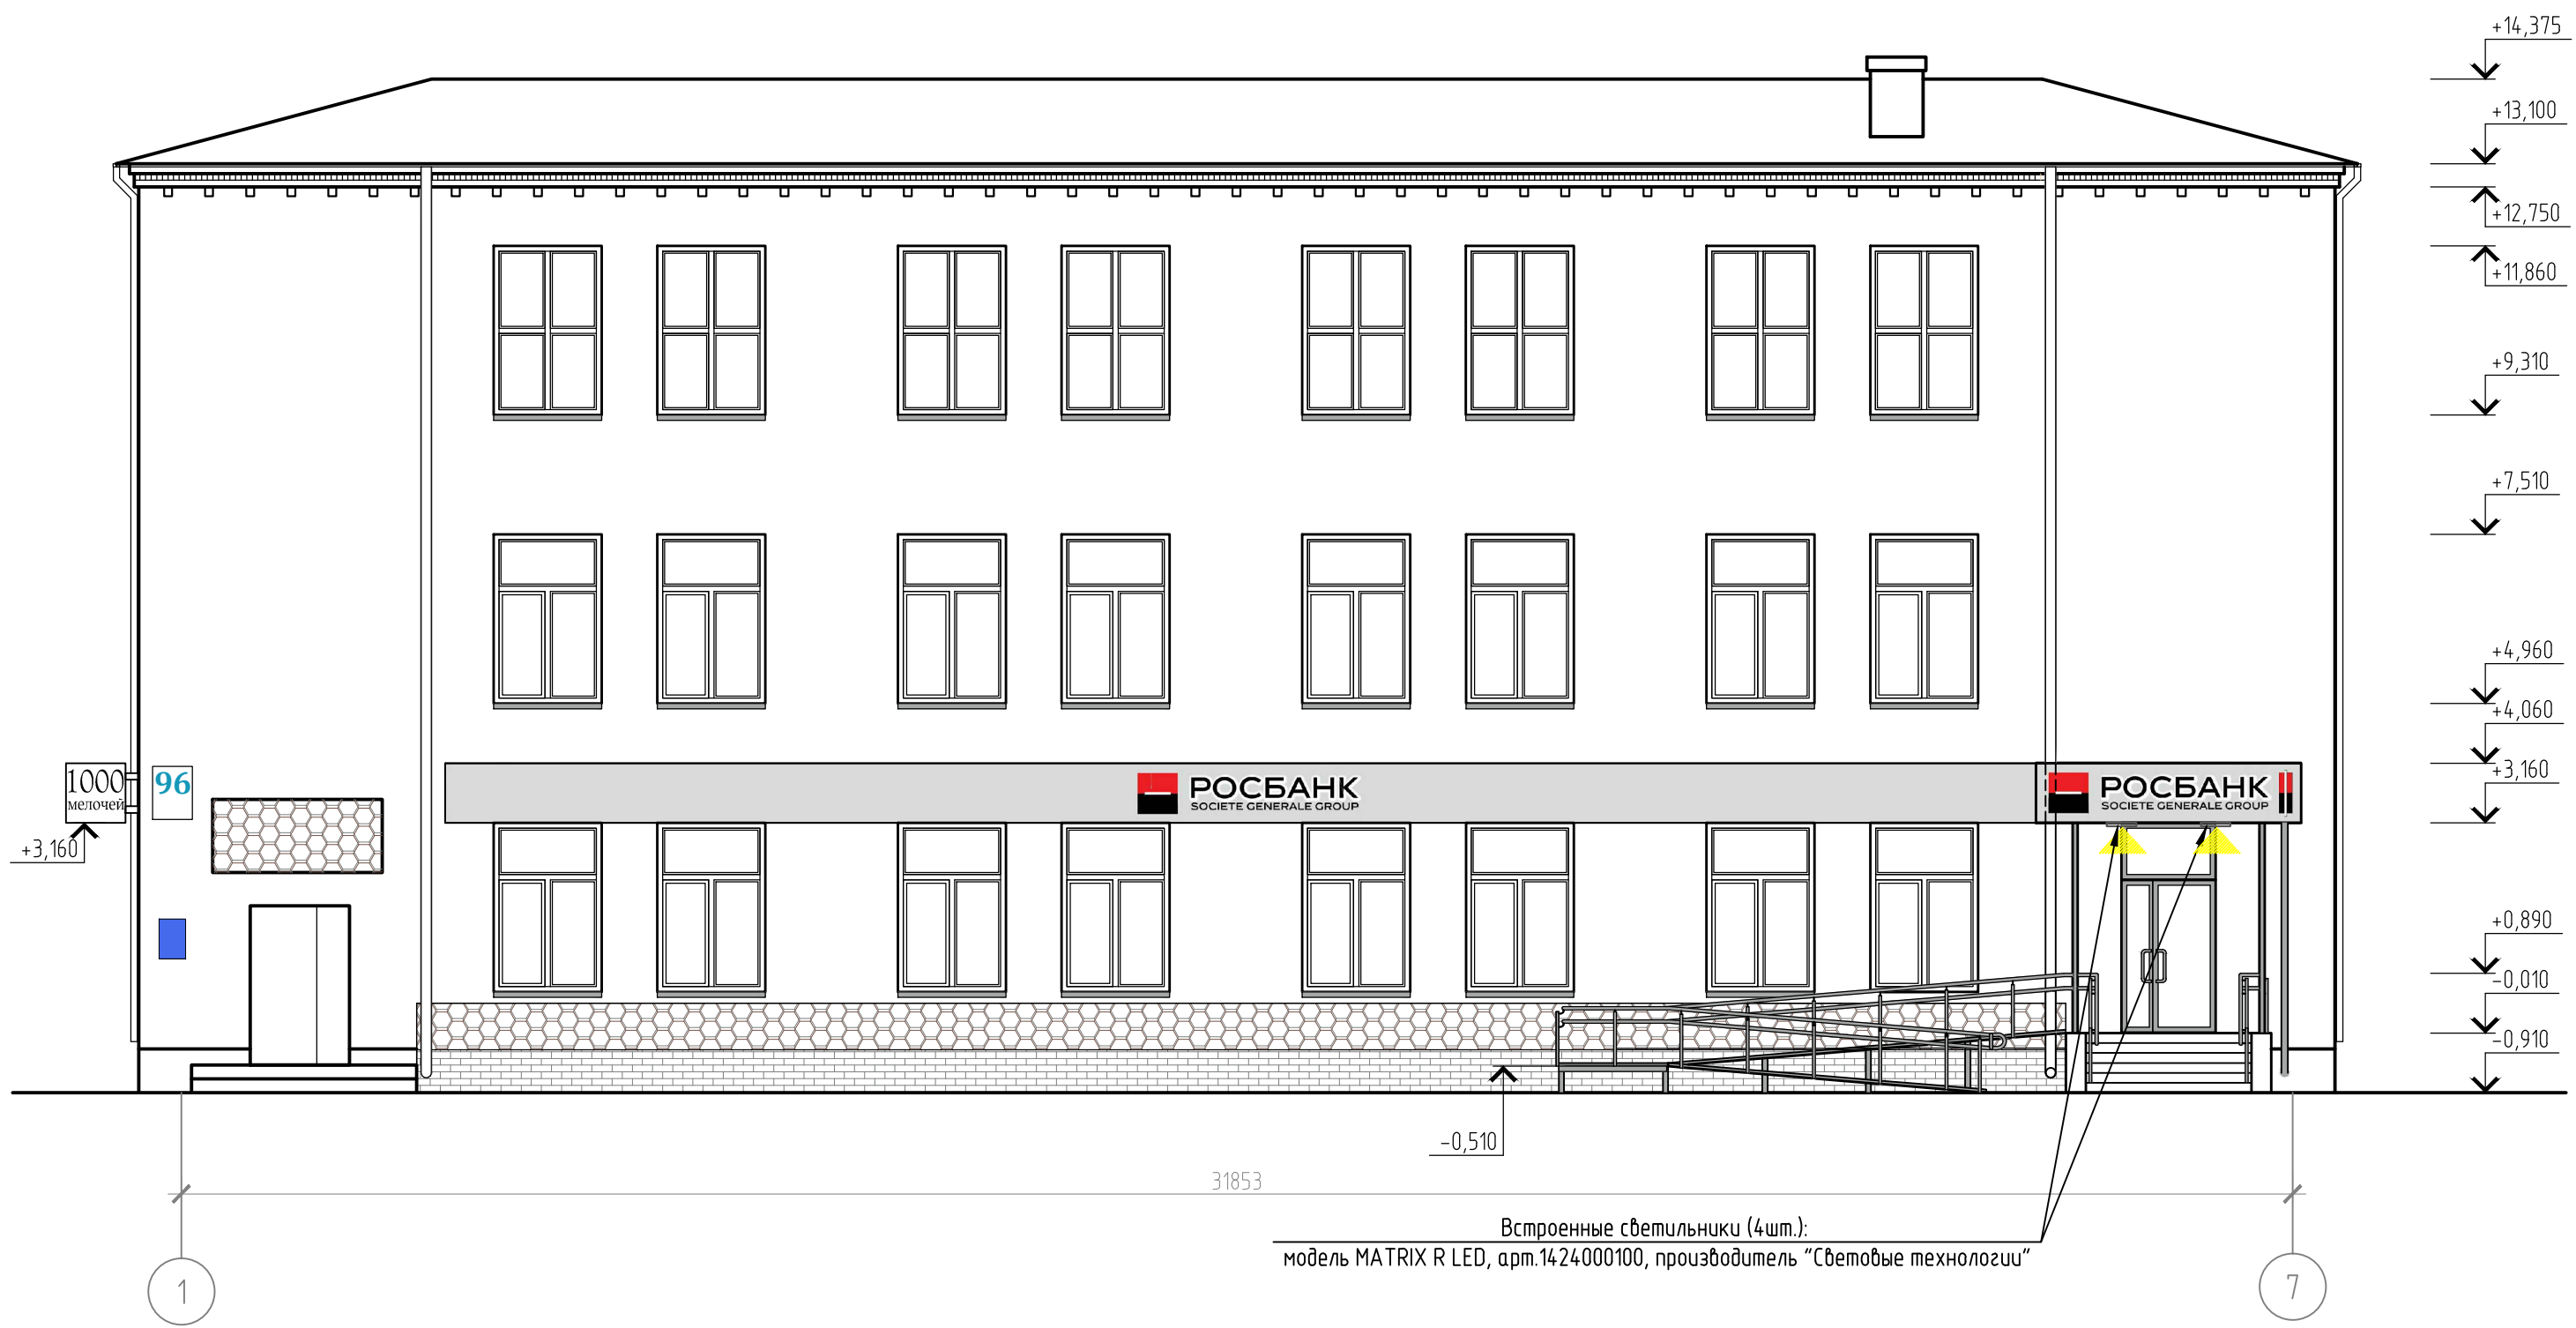 +14,375
+13,100
+12,750
+11,860
+9,310
+7,510
+4,960
+4,060
+3,160
1000
мелочей
96
РОСБАНК
SOCIETE GENERALE GROUP
РОСБАНК
SOCIETE GENERALE GROUP
+3,160
+0,890
-0,010
-0,910
-0,510
31853
Встроенные светильники (4шт.):
модель MATRIX R LED, арт.1424000100, производитель "Световые технологии"
1
7